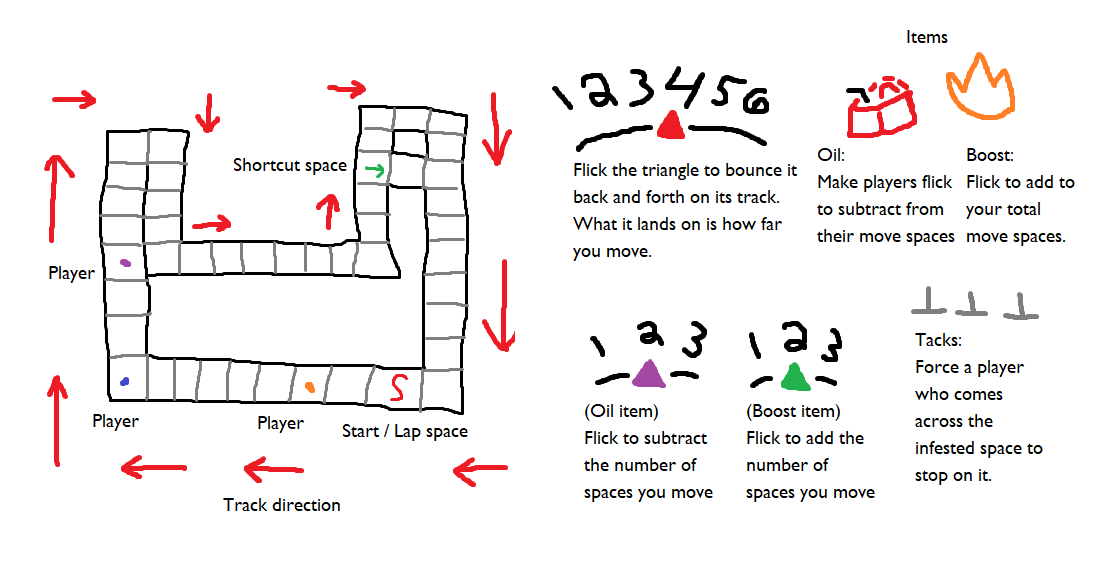 Items
1 2 3 4 5 6
Shortcut space
Flick the triangle to bounce it
back and forth on its track.
What it lands on is how far
you move.
Oil:
Make players flick
to subtract from
their move spaces
Boost:
Flick to add to
your total
move spaces.
Player
1 2 3
(Oil item)
Flick to subtract
the number of
spaces you move
1 2 3
(Boost item)
Flick to add the
number of
spaces you move
Tacks:
Force a player
who comes
across the
infested space to
stop on it.
S
Player
Player
Start / Lap space
Track direction